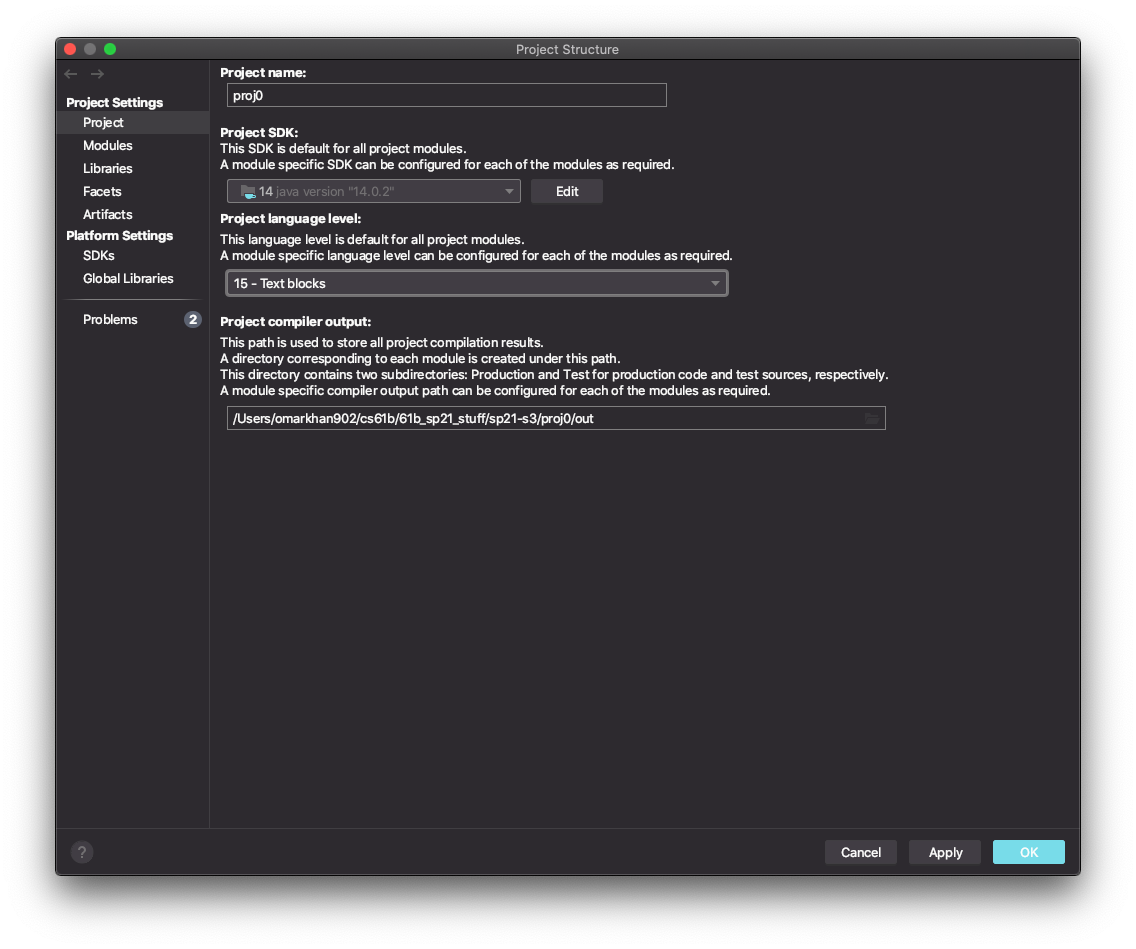 Project Structure
Project Settings
Project
Modules
Libraries
Facets
Artifacts
Platform Settings
SDKs
Global Libraries
Problems
2
Project name:
proj0
Project SDK:
This SDK is default for all project modules.
A module specific SDK can be configured for each of the modules as required.
14 java version "14.0.2"
Edit
Project language level:
This language level is default for all project modules.
A module specific language level can be configured for each of the modules as required.
15 - Text blocks
Project compiler output:
This path is used to store all project compilation results.
A directory corresponding to each module is created under this path.
This directory contains two subdirectories: Production and Test for production code and test sources, respectively.
A module specific compiler output path can be configured for each of the modules as required.
/Users/omarkhan902/cs61b/61b_sp21_stuff/sp21-s3/proj0/out
?
Cancel
Apply
OK